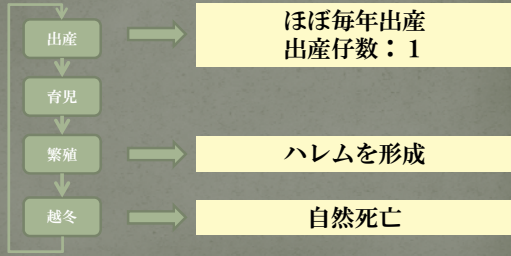 出産
ほぼ毎年出産
出産仔数：１
育児
繁殖
ハレムを形成
越冬
自然死亡